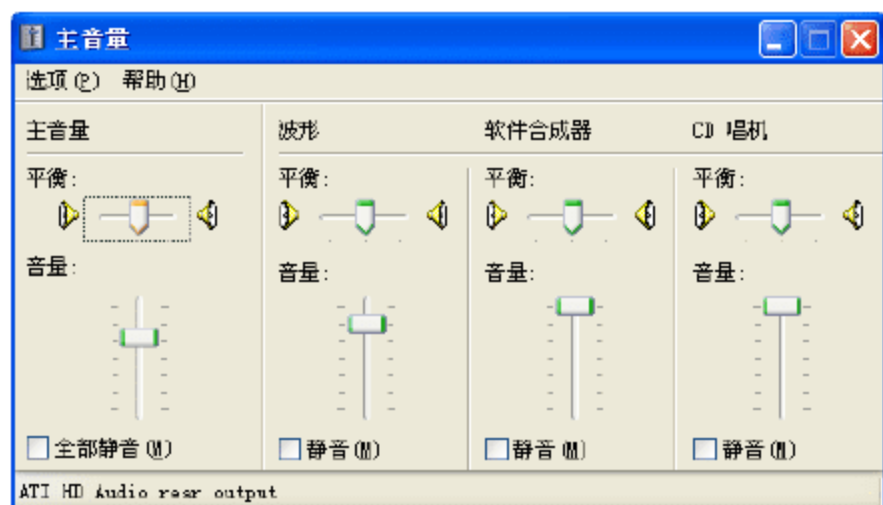 主音量
选项(P) 帮助(H)
主音量 波形 软件合成器 CD 唱机
平衡: 平衡: 平衡: 平衡:
音量: 音量: 音量: 音量:
全部静音(M) 静音(M) 静音(M) 静音(M)
ATI HD Audio rear output